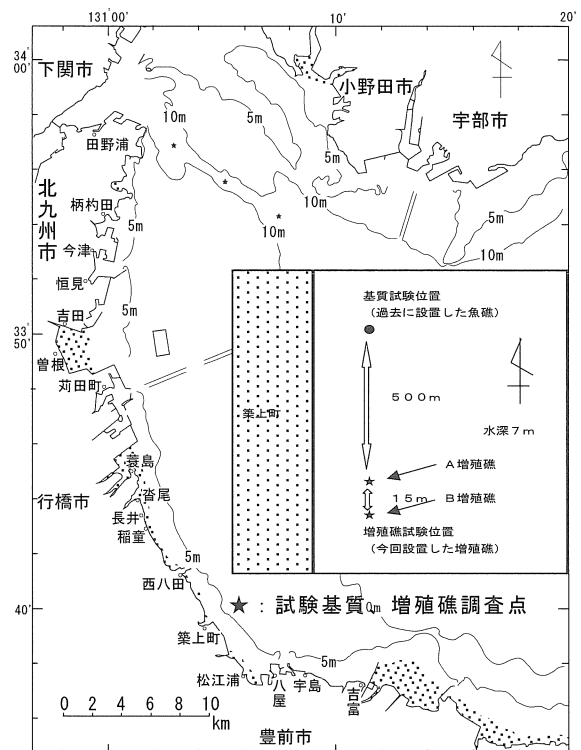 131°00′
10′
20′
34°
00′
下関市
小野田市
宇部市
10m
5m
5m
田野浦
10m
5m
10m
10m
北九州市
柄杓田
5m
今津
恒見
5m
吉田
33°
50′
曽根
苅田町
基質試験位置
(過去に設置した魚礁)
500m
水深7m
築上町
A増殖礁
15m
B増殖礁
増殖礁試験位置
(今回設置した増殖礁)
蓑島
沓尾
行橋市
長井
稲童
5m
西八田
40′
★:試験基質 増殖礁調査点
築上町
5m
松江浦
八屋
宇島
吉富
0 2 4 6 8 10
km
豊前市